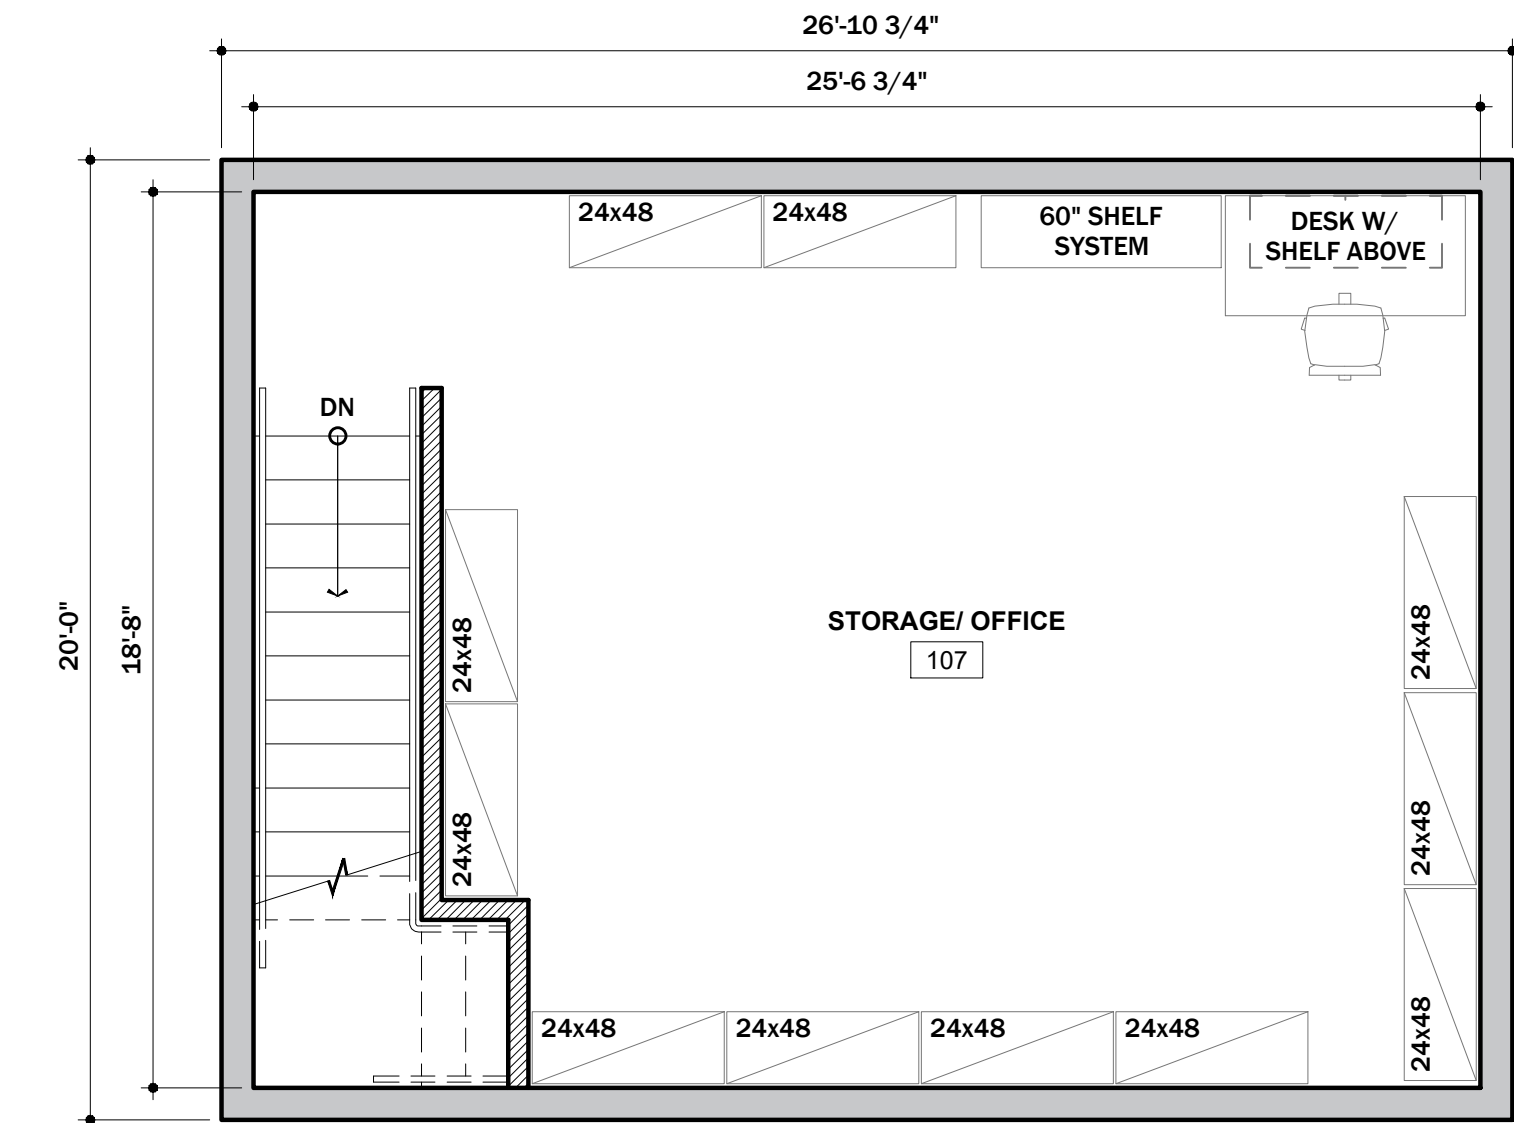 26'-10 3/4"
25'-6 3/4"
24x48
24x48
60" SHELF
SYSTEM
DESK W/
SHELF ABOVE
DN
20'-0"
18'-8"
24x48
24x48
STORAGE/ OFFICE
107
24x48
24x48
24x48
24x48
24x48
24x48
24x48